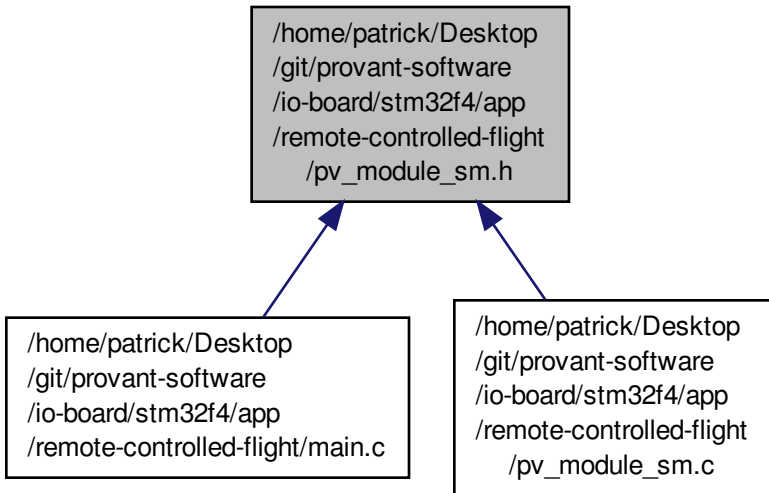 /home/patrick/Desktop
/git/provant-software
/io-board/stm32f4/app
/remote-controlled-flight
/pv_module_sm.h
/home/patrick/Desktop
/git/provant-software
/io-board/stm32f4/app
/remote-controlled-flight/main.c
/home/patrick/Desktop
/git/provant-software
/io-board/stm32f4/app
/remote-controlled-flight
/pv_module_sm.c